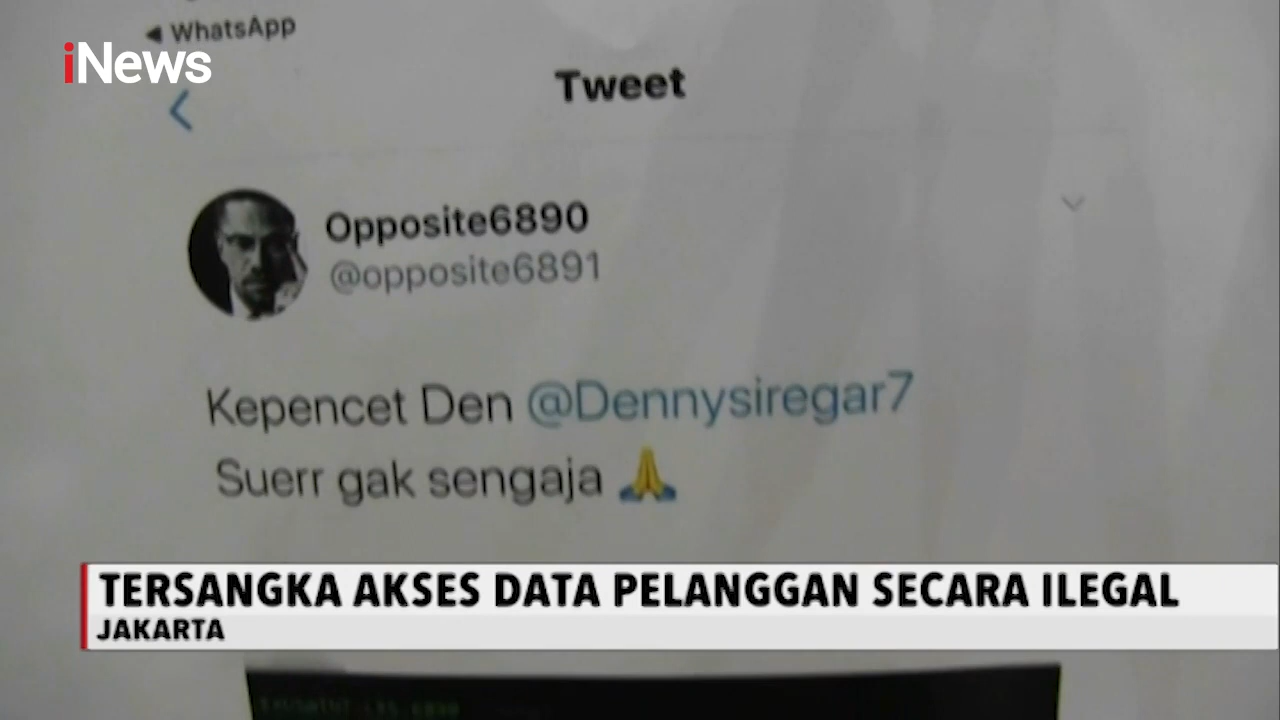 WhatsApp
iNews
Tweet
Opposite6890
@opposite6891
Kepencet Den @Dennysiregar7
Suerr gak sengaja 🙏
TERSANGKA AKSES DATA PELANGGAN SECARA ILEGAL
JAKARTA